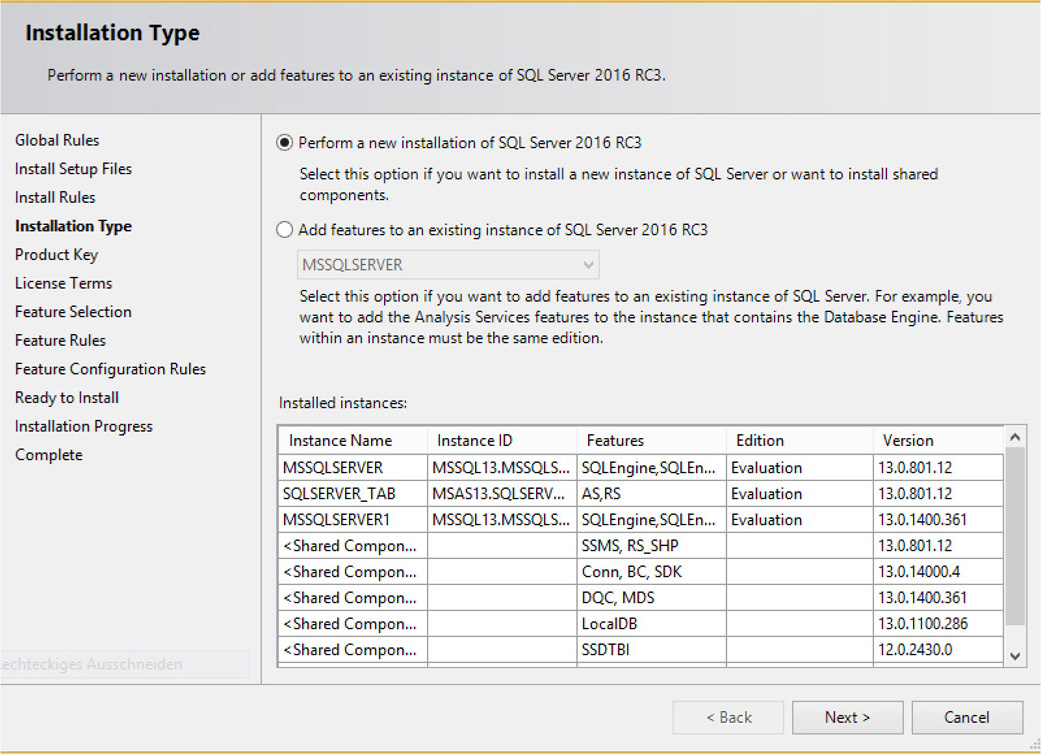 Installation Type
Perform a new installation or add features to an existing instance of SQL Server 2016 RC3.
Global Rules
Install Setup Files
Install Rules
Installation Type
Product Key
License Terms
Feature Selection
Feature Rules
Feature Configuration Rules
Ready to Install
Installation Progress
Complete
Perform a new installation of SQL Server 2016 RC3
Select this option if you want to install a new instance of SQL Server or want to install shared
components.
Add features to an existing instance of SQL Server 2016 RC3
MSSQLSERVER
Select this option if you want to add features to an existing instance of SQL Server. For example, you
want to add the Analysis Services features to the instance that contains the Database Engine. Features
within an instance must be the same edition.
Installed instances:
Instance Name Instance ID Features Edition Version
MSSQLSERVER MSSQL13.MSSQLS... SQLEngine,SQLEn... Evaluation 13.0.801.12
SQLSERVER_TAB MSAS13.SQLSERV... AS,RS Evaluation 13.0.801.12
MSSQLSERVER1 MSSQL13.MSSQLS... SQLEngine,SQLEn... Evaluation 13.0.1400.361
<Shared Compon... SSMS, RS_SHP 13.0.801.12
<Shared Compon... Conn, BC, SDK 13.0.14000.4
<Shared Compon... DQC, MDS 13.0.1400.361
<Shared Compon... LocalDB 13.0.1100.286
<Shared Compon... SSDTBI 12.0.2430.0
echteckiges Ausschneiden
< Back Next > Cancel